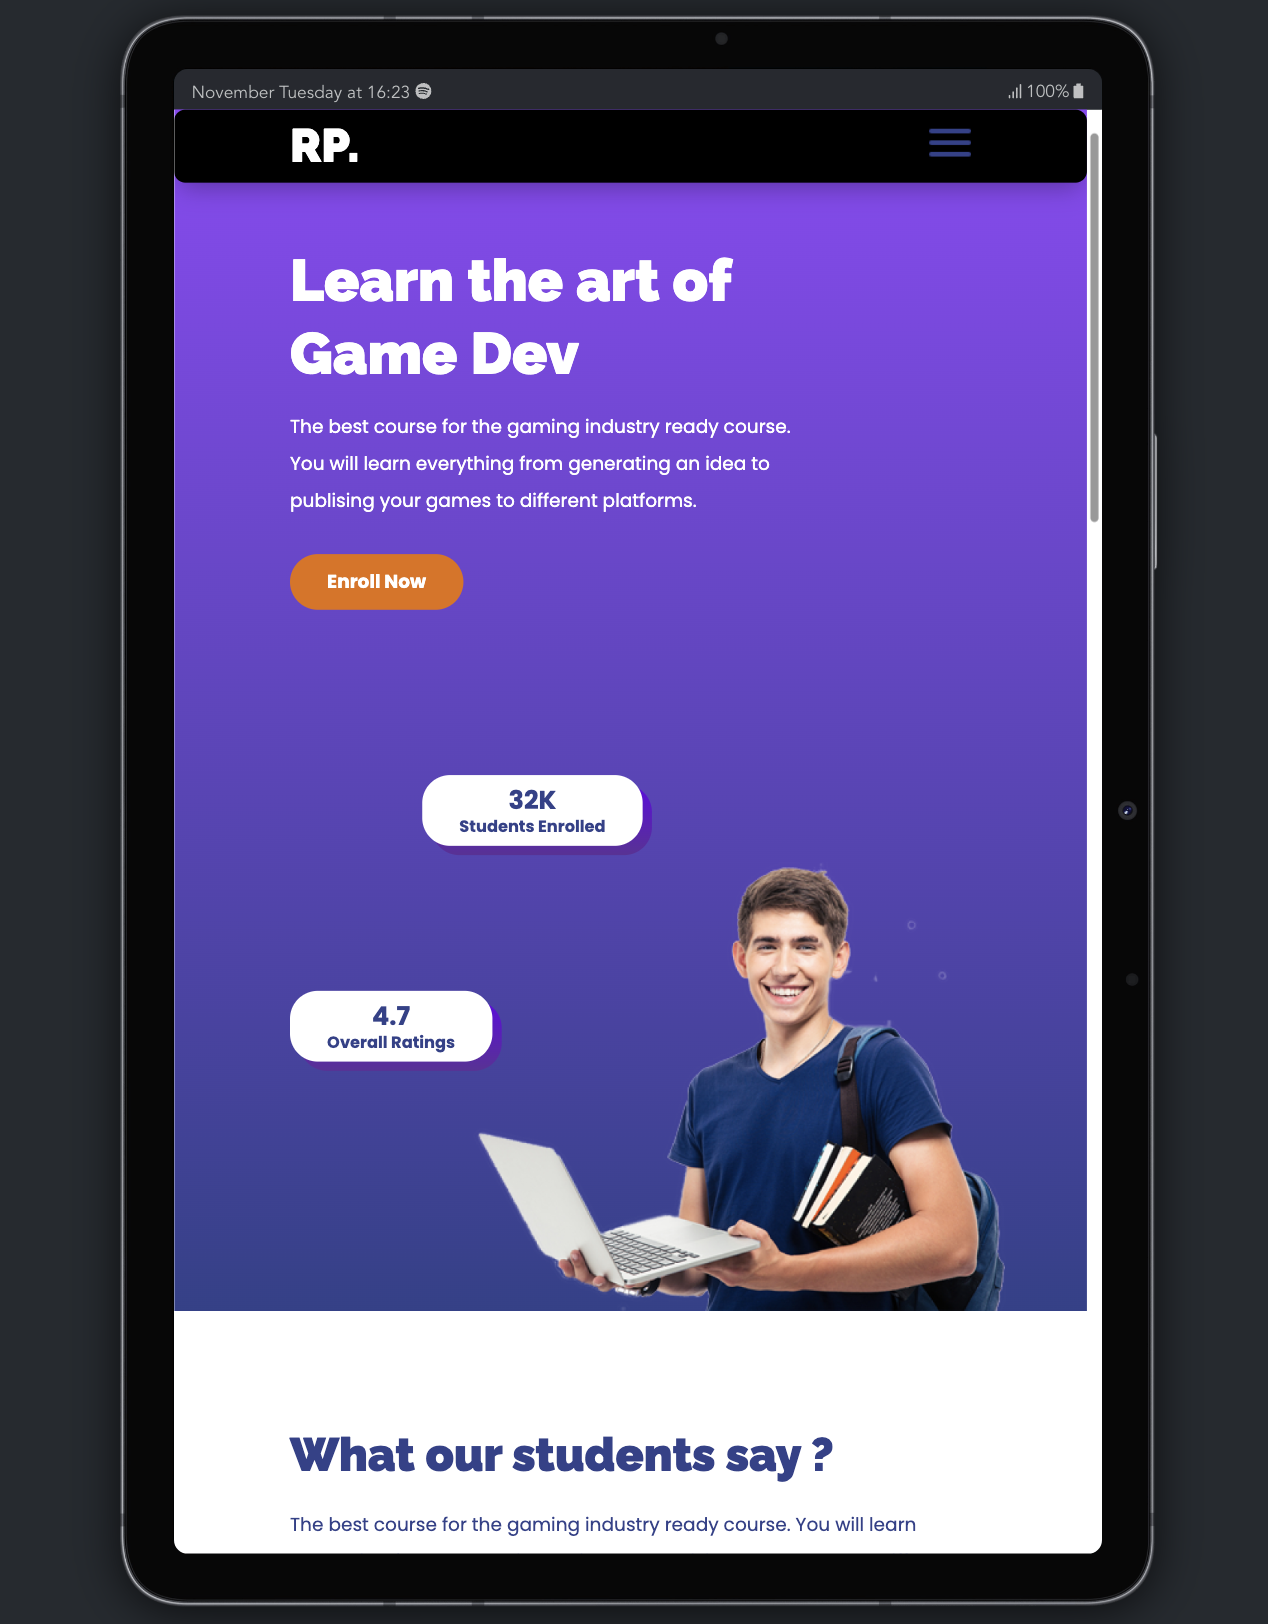 November Tuesday at 16:23
100%
RP.
Learn the art of
Game Dev
The best course for the gaming industry ready course.
You will learn everything from generating an idea to
publising your games to different platforms.
Enroll Now
32K
Students Enrolled
4.7
Overall Ratings
What our students say ?
The best course for the gaming industry ready course. You will learn